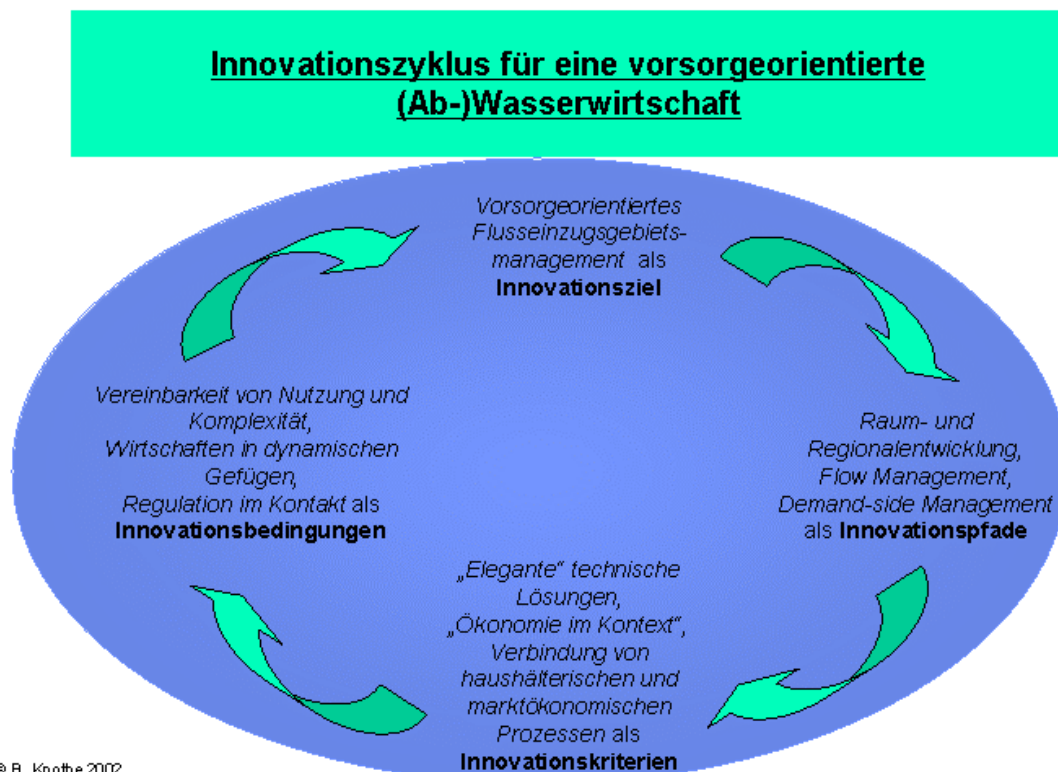 Innovationszyklus für eine vorsorgeorientierte
(Ab-)Wasserwirtschaft
Vorsorgeorientiertes
Flusseinzugsgebiets-
management als
Innovationsziel
Raum- und
Regionalentwicklung,
Flow Management,
Demand-side Management
als Innovationspfade
„Elegante“ technische
Lösungen,
„Ökonomie im Kontext“,
Verbindung von
haushälterischen und
marktökonomischen
Prozessen als
Innovationskriterien
Vereinbarkeit von Nutzung und
Komplexität,
Wirtschaften in dynamischen
Gefügen,
Regulation im Kontakt als
Innovationsbedingungen
© B. Knothe 2002